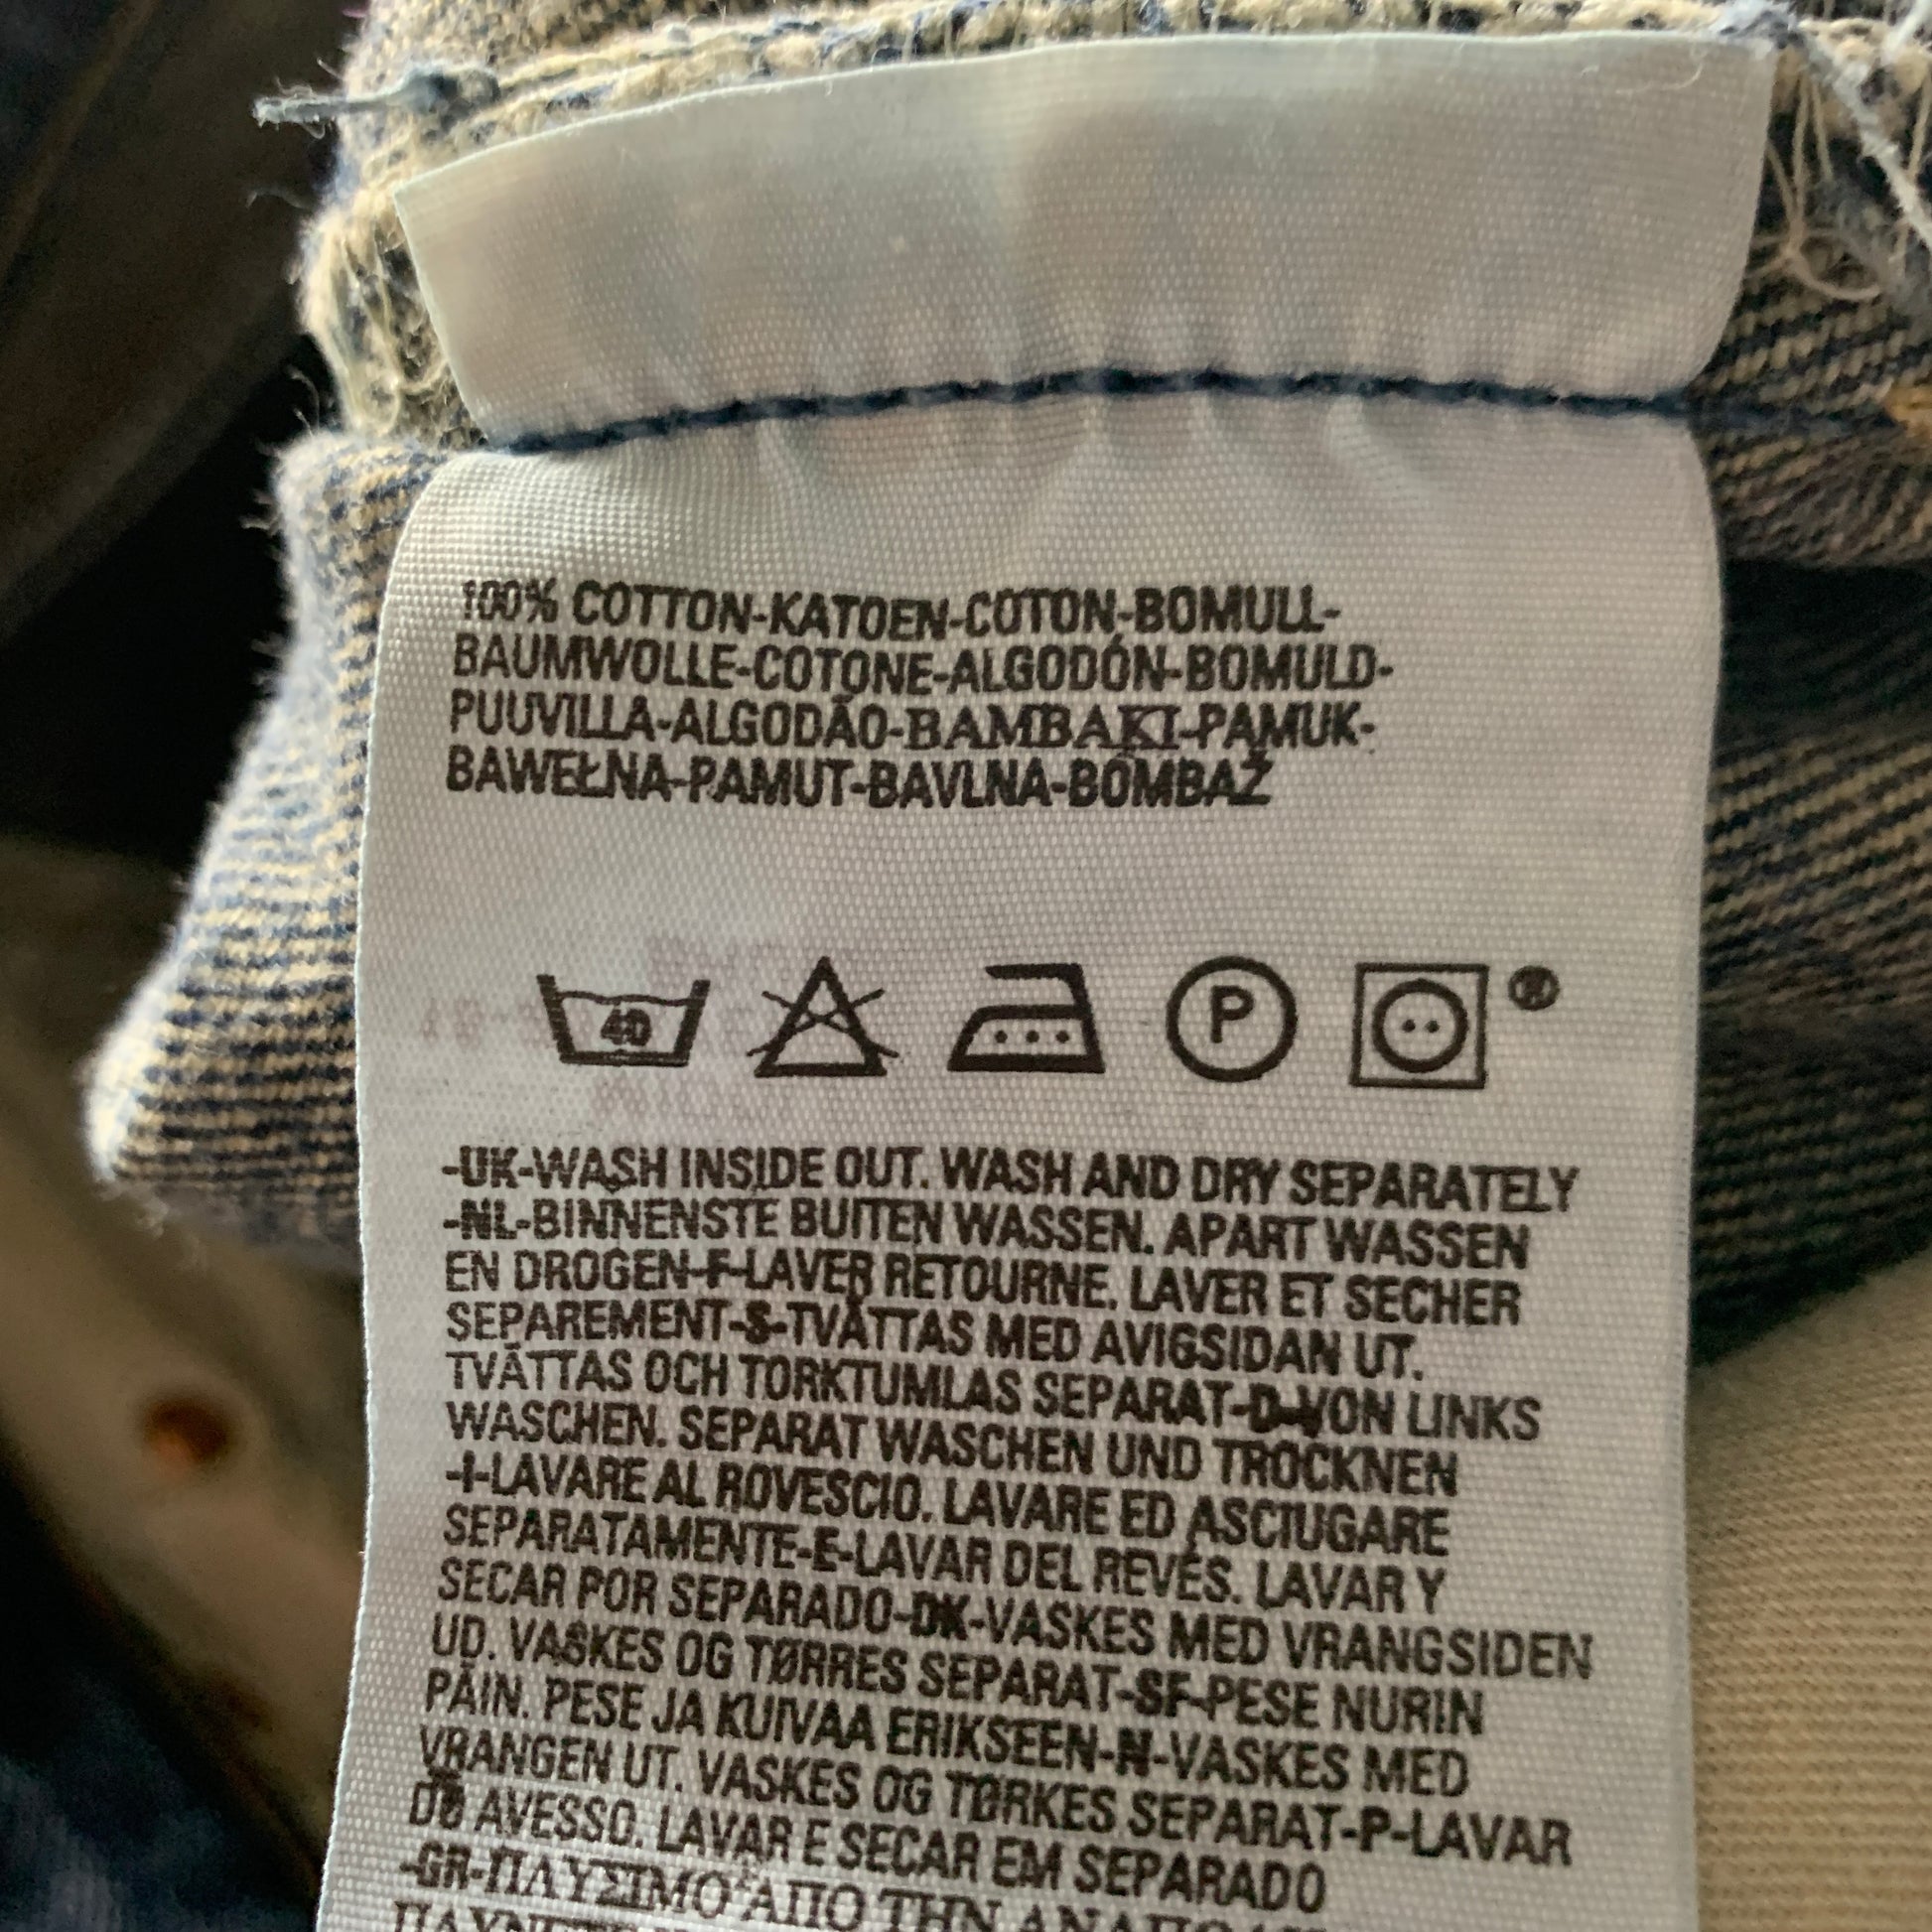 100% COTTON-KATOEN-COTON-BOMULL-
BAUMWOLLE-COTONE-ALGODÓN-BOMULD-
PUUVILLA-ALGODÃO-BAMBAKI-PAMUK-
BAWEŁNA-PAMUT-BAVLNA-BOMBAŽ
40 P ®
-UK-WASH INSIDE OUT. WASH AND DRY SEPARATELY
-NL-BINNENSTE BUITEN WASSEN. APART WASSEN
EN DROGEN-F-LAVER RETOURNE. LAVER ET SECHER
SEPAREMENT-S-TVÄTTAS MED AVIGSIDAN UT.
TVÄTTAS OCH TORKTUMLAS SEPARAT-D-VON LINKS
WASCHEN. SEPARAT WASCHEN UND TROCKNEN
-I-LAVARE AL ROVESCIO. LAVARE ED ASCIUGARE
SEPARATAMENTE-E-LAVAR DEL REVÉS. LAVAR Y
SECAR POR SEPARADO-DK-VASKES MED VRANGSIDEN
UD. VASKES OG TØRRES SEPARAT-SF-PESE NURIN
PÄIN. PESE JA KUIVAA ERIKSEEN-N-VASKES MED
VRANGEN UT. VASKES OG TØRKES SEPARAT-P-LAVAR
DO AVESSO. LAVAR E SECAR EM SEPARADO
-GR-ΠΛΥΣΙΜΟ ΑΠΟ ΤΗΝ